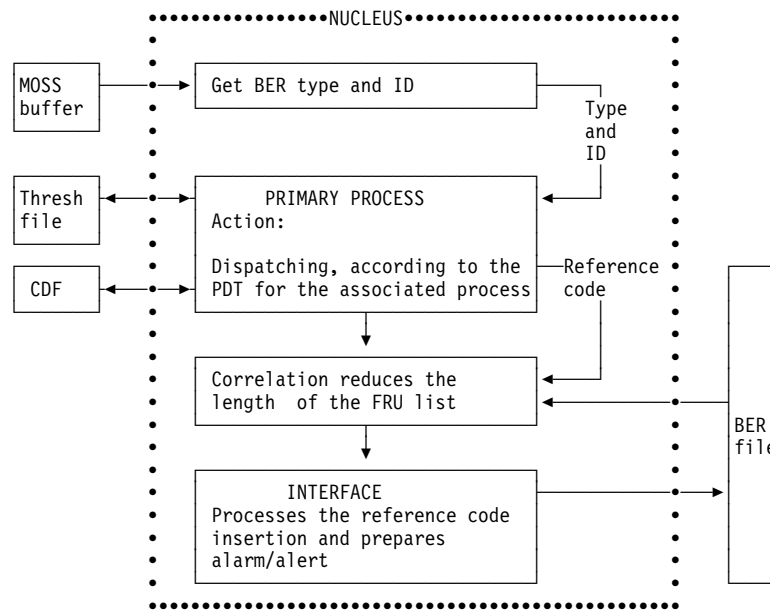 NUCLEUS
MOSS
buffer
Get BER type and ID
Type
and
ID
Thresh
file
PRIMARY PROCESS
Action:
Dispatching, according to the
PDT for the associated process
CDF
Reference
code
Correlation reduces the
length of the FRU list
BER
file
INTERFACE
Processes the reference code
insertion and prepares
alarm/alert